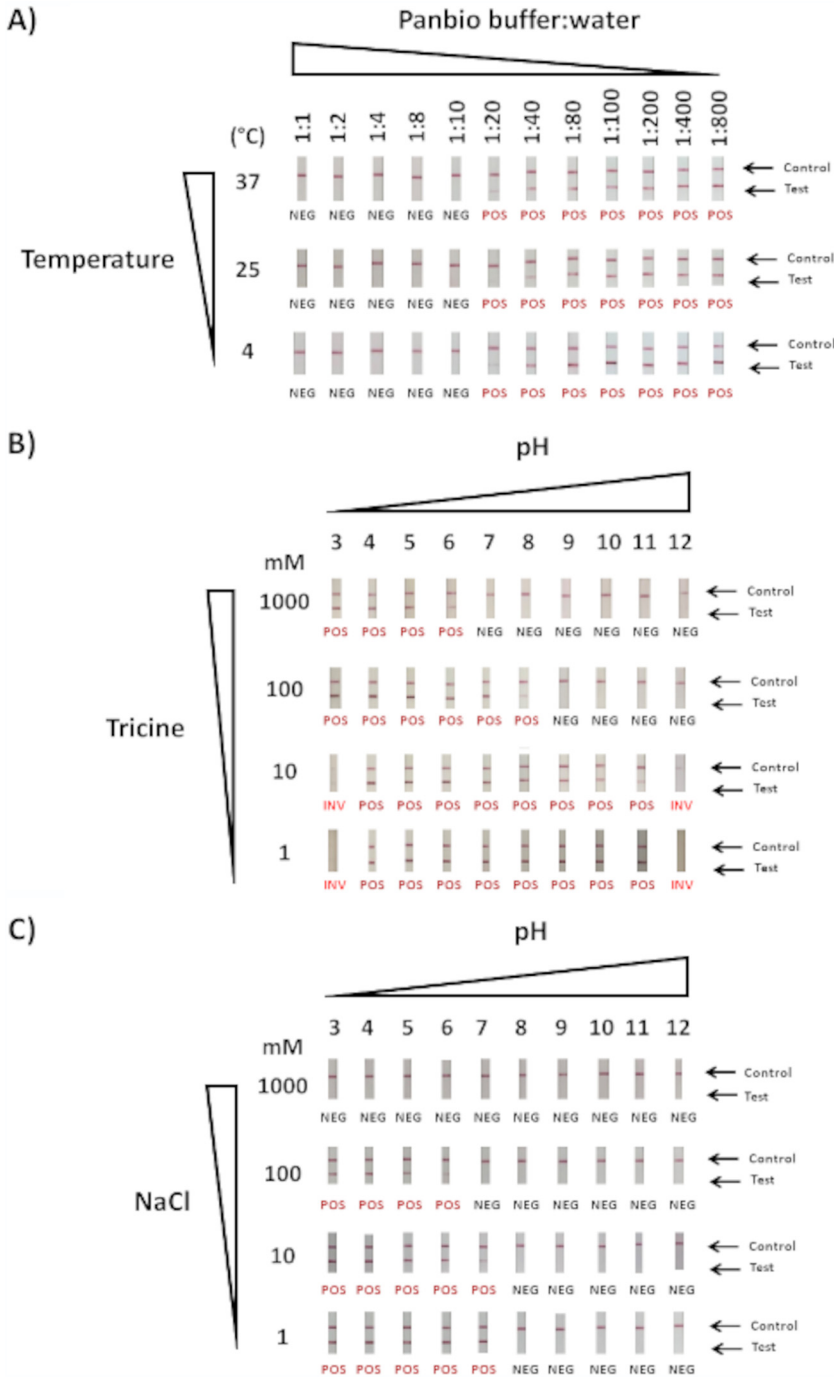 A)
Panbio buffer:water
(°C) 1:1 1:2 1:4 1:8 1:10 1:20 1:40 1:80 1:100 1:200 1:400 1:800
37 Control
Test
NEG NEG NEG NEG NEG POS POS POS POS POS POS POS
Temperature
25 Control
Test
NEG NEG NEG NEG NEG POS POS POS POS POS POS POS
4 Control
Test
NEG NEG NEG NEG NEG POS POS POS POS POS POS POS
B)
pH
3 4 5 6 7 8 9 10 11 12
mM
1000 Control
Test
POS POS POS POS NEG NEG NEG NEG NEG NEG
100 Control
Test
POS POS POS POS POS POS NEG NEG NEG NEG
Tricine
10 Control
Test
INV POS POS POS POS POS POS POS POS INV
1 Control
Test
INV POS POS POS POS POS POS POS POS INV
C)
pH
3 4 5 6 7 8 9 10 11 12
mM
1000 Control
Test
NEG NEG NEG NEG NEG NEG NEG NEG NEG NEG
100 Control
Test
POS POS POS POS NEG NEG NEG NEG NEG NEG
NaCl
10 Control
Test
POS POS POS POS POS NEG NEG NEG NEG NEG
1 Control
Test
POS POS POS POS POS NEG NEG NEG NEG NEG